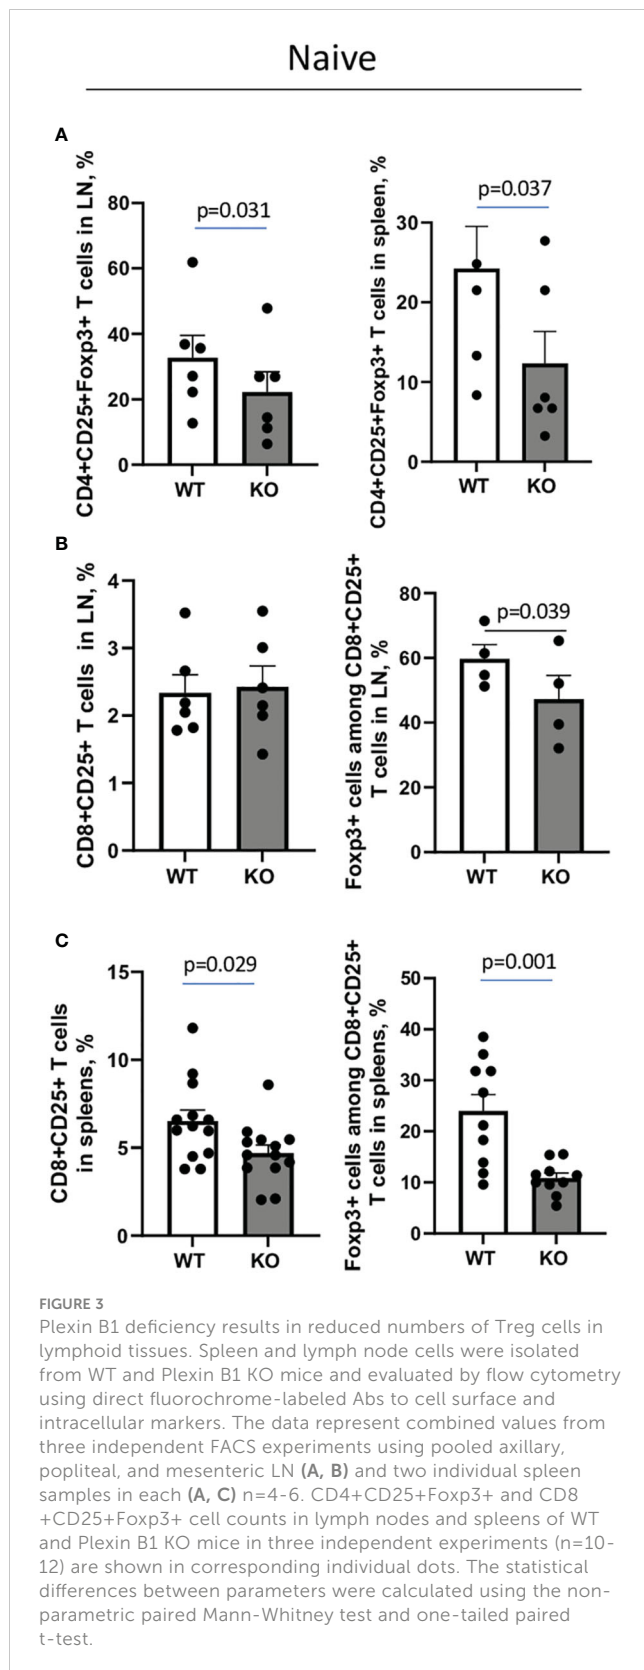 Naive
A
CD4+CD25+Foxp3+ T cells in LN, %
80
60
40
20
0
p=0.031
WT
KO
CD4+CD25+Foxp3+ T cells in spleen, %
30
20
10
0
p=0.037
WT
KO
B
CD8+CD25+ T cells in LN, %
4
3
2
1
0
WT
KO
Foxp3+ cells among CD8+CD25+
T cells in LN, %
80
60
40
20
0
p=0.039
WT
KO
C
CD8+CD25+ T cells
in spleens, %
15
10
5
0
p=0.029
WT
KO
Foxp3+ cells among CD8+CD25+
T cells in spleens, %
50
40
30
20
10
0
p=0.001
WT
KO
FIGURE 3
Plexin B1 deficiency results in reduced numbers of Treg cells in
lymphoid tissues. Spleen and lymph node cells were isolated
from WT and Plexin B1 KO mice and evaluated by flow cytometry
using direct fluorochrome-labeled Abs to cell surface and
intracellular markers. The data represent combined values from
three independent FACS experiments using pooled axillary,
popliteal, and mesenteric LN (A, B) and two individual spleen
samples in each (A, C) n=4-6. CD4+CD25+Foxp3+ and CD8
+CD25+Foxp3+ cell counts in lymph nodes and spleens of WT
and Plexin B1 KO mice in three independent experiments (n=10-
12) are shown in corresponding individual dots. The statistical
differences between parameters were calculated using the non-
parametric paired Mann-Whitney test and one-tailed paired
t-test.